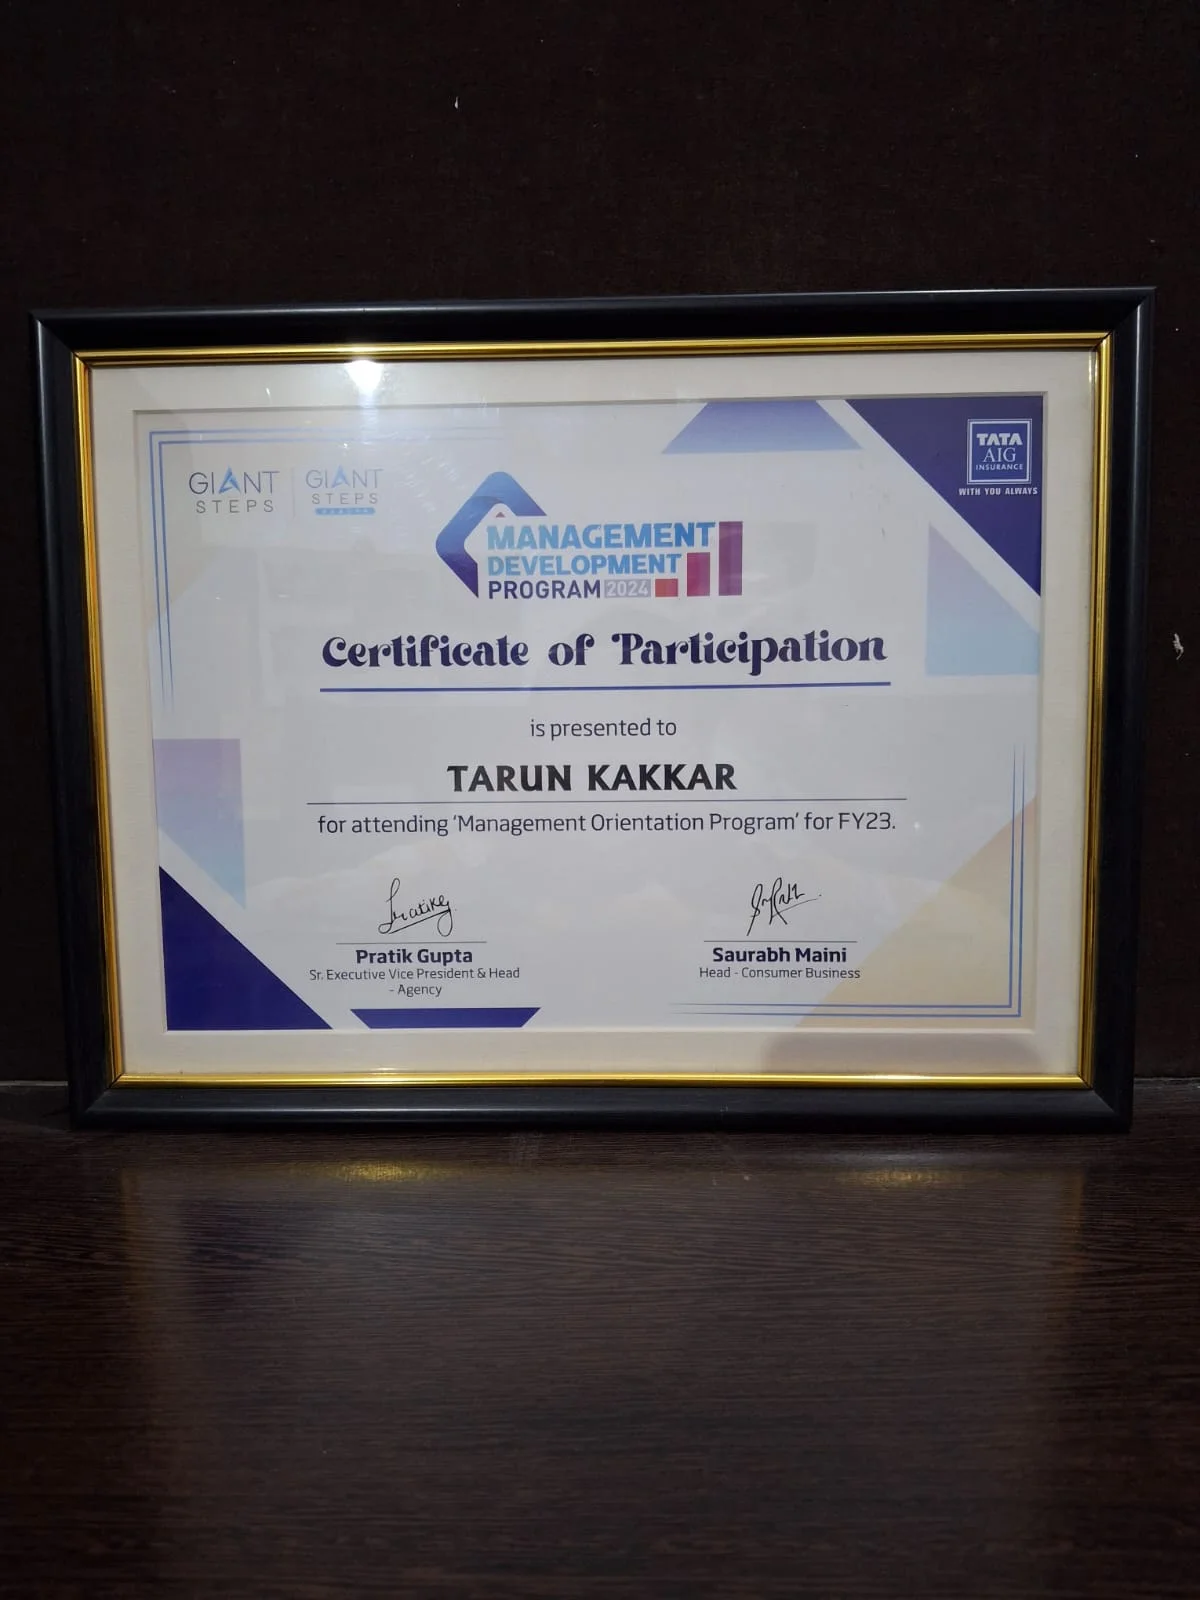 GIANT
STEPS
GIANT
STEPS
TATA
AIG
INSURANCE
WITH YOU ALWAYS
MANAGEMENT
DEVELOPMENT
PROGRAM 2024
Certificate of Participation
is presented to
TARUN KAKKAR
for attending ‘Management Orientation Program’ for FY23.
Pratik Gupta
Sr. Executive Vice President & Head
- Agency
Saurabh Maini
Head - Consumer Business